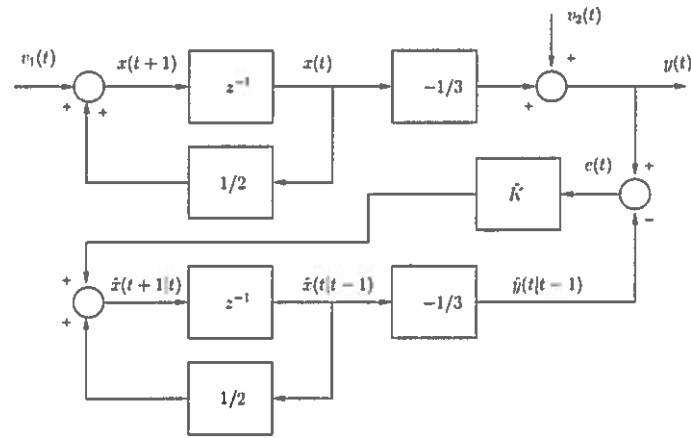 v₂(t)
v₁(t)
x(t+1)
x(t)
y(t)
+
z⁻¹
-1/3
+
+
+
1/2
e(t)
+
K̄
-
x̂(t+1|t)
x̂(t|t-1)
ŷ(t|t-1)
+
+
z⁻¹
-1/3
1/2